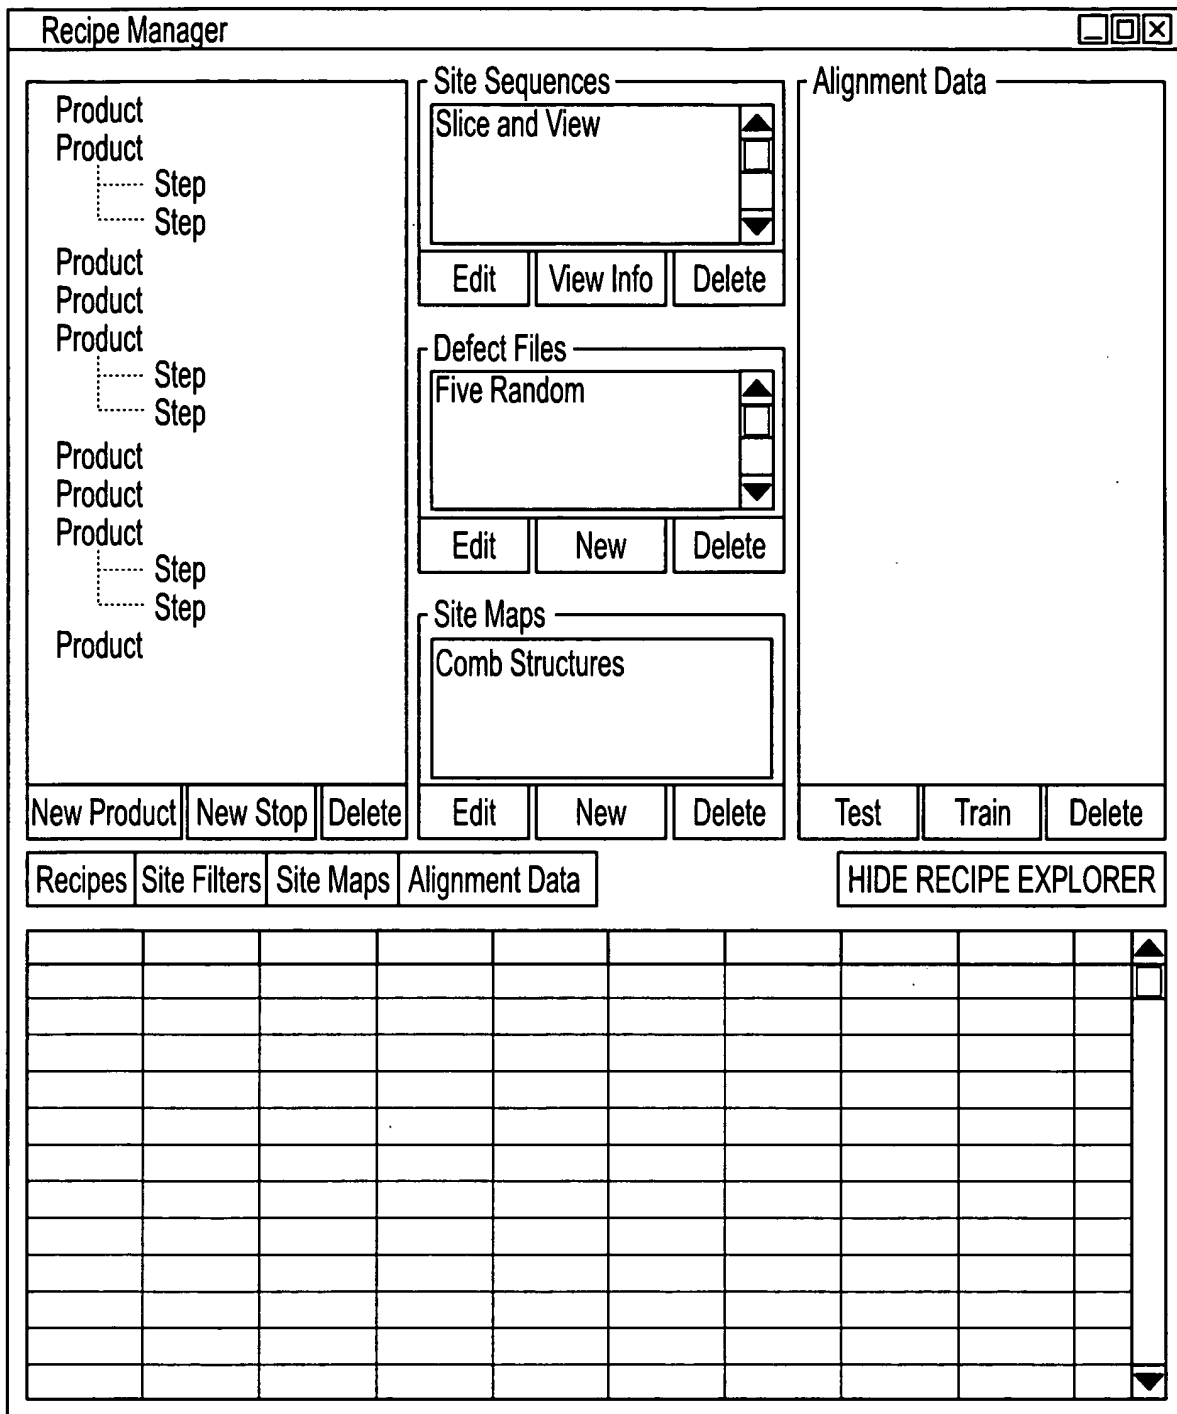 Recipe Manager
Product
Product
Step
Step
Product
Product
Product
Step
Step
Product
Product
Product
Step
Step
Product
New Product New Stop Delete
Site Sequences
Slice and View
Edit View Info Delete
Defect Files
Five Random
Edit New Delete
Site Maps
Comb Structures
Edit New Delete
Alignment Data
Test Train Delete
Recipes Site Filters Site Maps Alignment Data
HIDE RECIPE EXPLORER